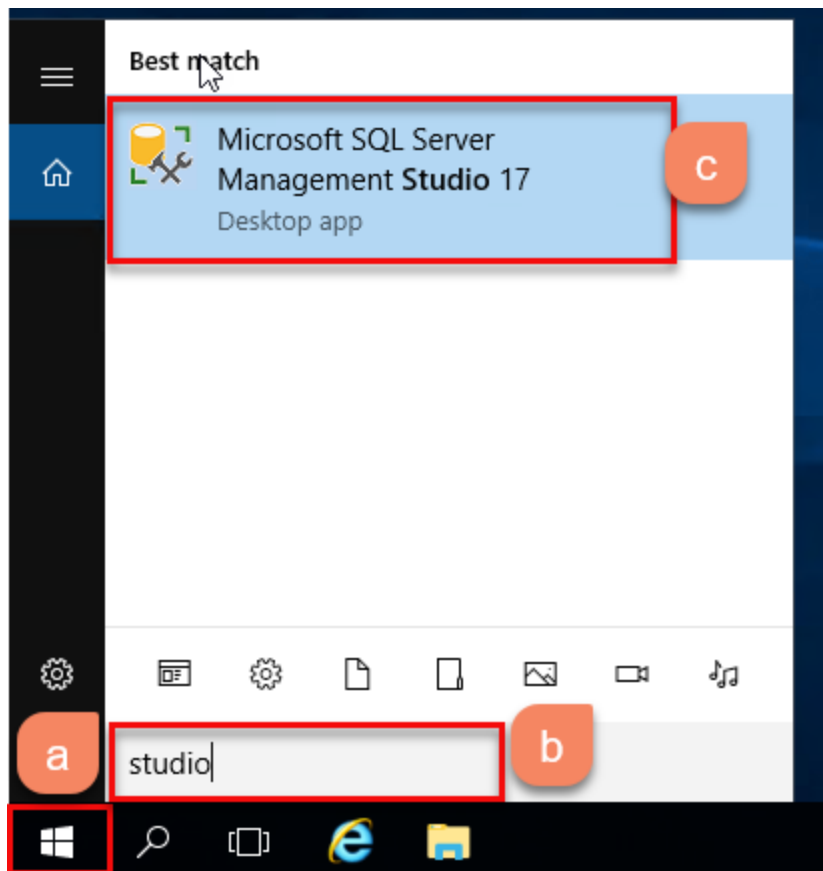 Best match
Microsoft SQL Server
Management Studio 17
Desktop app
c
studio
b
a